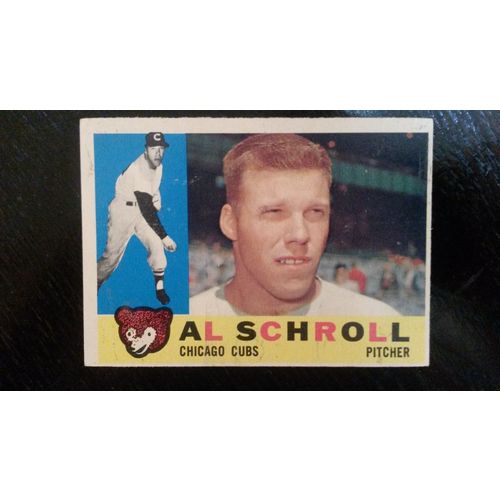 C
AL SCHROLL
CHICAGO CUBS
PITCHER